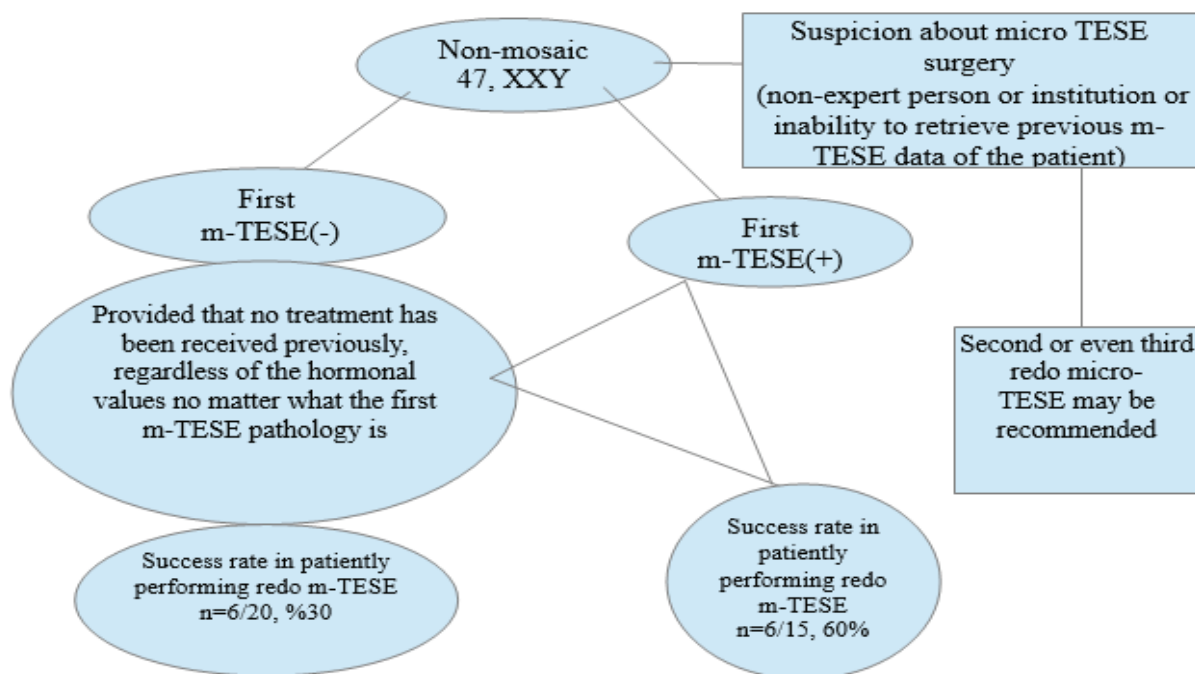 Non-mosaic
47, XXY
Suspicion about micro TESE
surgery
(non-expert person or institution or
inability to retrieve previous m-
TESE data of the patient)
First
m-TESE(-)
First
m-TESE(+)
Provided that no treatment has
been received previously,
regardless of the hormonal
values no matter what the first
m-TESE pathology is
Second or even third
redo micro-
TESE may be
recommended
Success rate in patiently
performing redo m-TESE
n=6/20, %30
Success rate in
patiently
performing redo
m-TESE
n=6/15, 60%